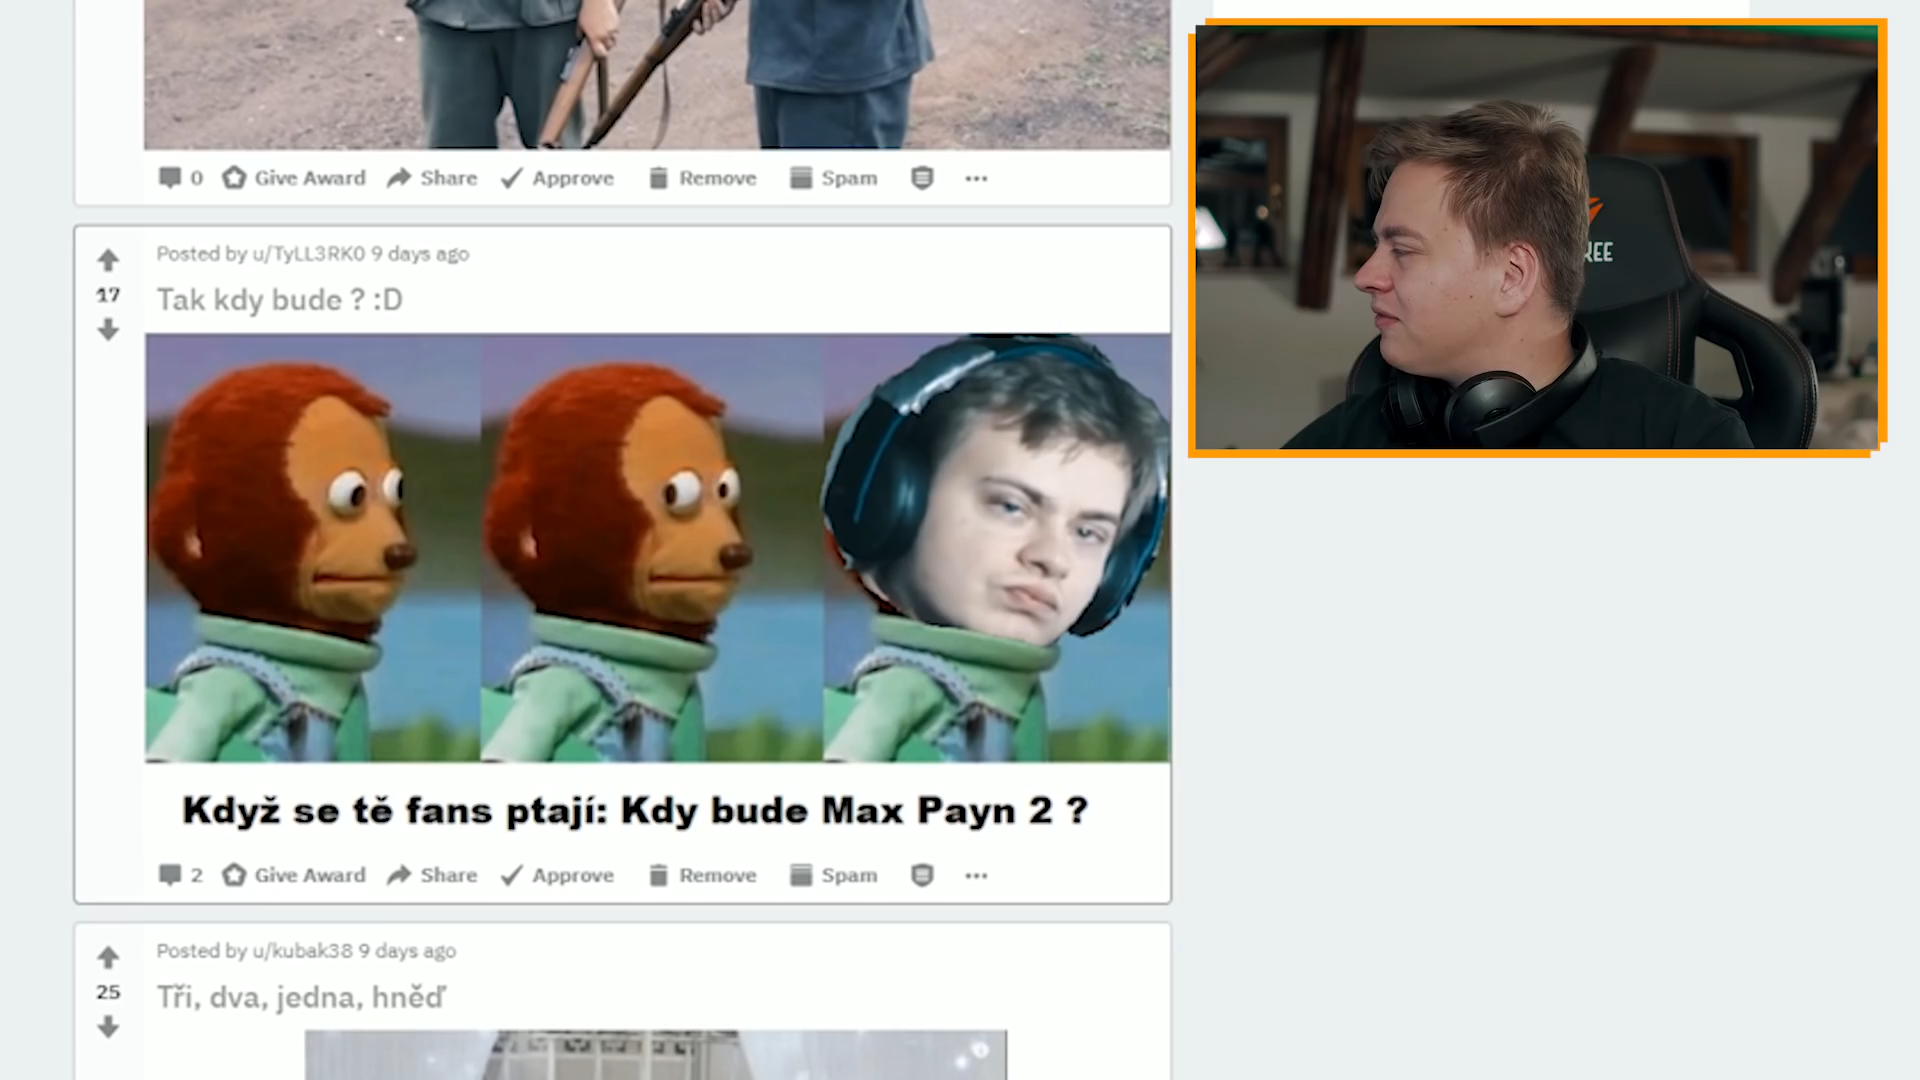 0 Give Award Share Approve Remove Spam
Posted by u/TyLL3RK0 9 days ago
17
Tak kdy bude ? :D
Když se tě fans ptají: Kdy bude Max Payn 2 ?
2 Give Award Share Approve Remove Spam
Posted by u/kubak38 9 days ago
25
Tři, dva, jedna, hněď